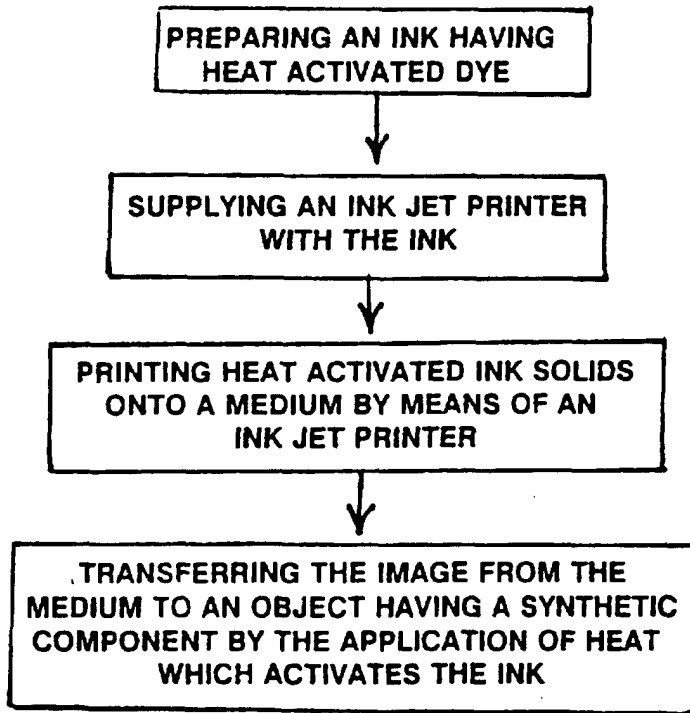 PREPARING AN INK HAVING
HEAT ACTIVATED DYE
SUPPLYING AN INK JET PRINTER
WITH THE INK
PRINTING HEAT ACTIVATED INK SOLIDS
ONTO A MEDIUM BY MEANS OF AN
INK JET PRINTER
TRANSFERRING THE IMAGE FROM THE
MEDIUM TO AN OBJECT HAVING A SYNTHETIC
COMPONENT BY THE APPLICATION OF HEAT
WHICH ACTIVATES THE INK